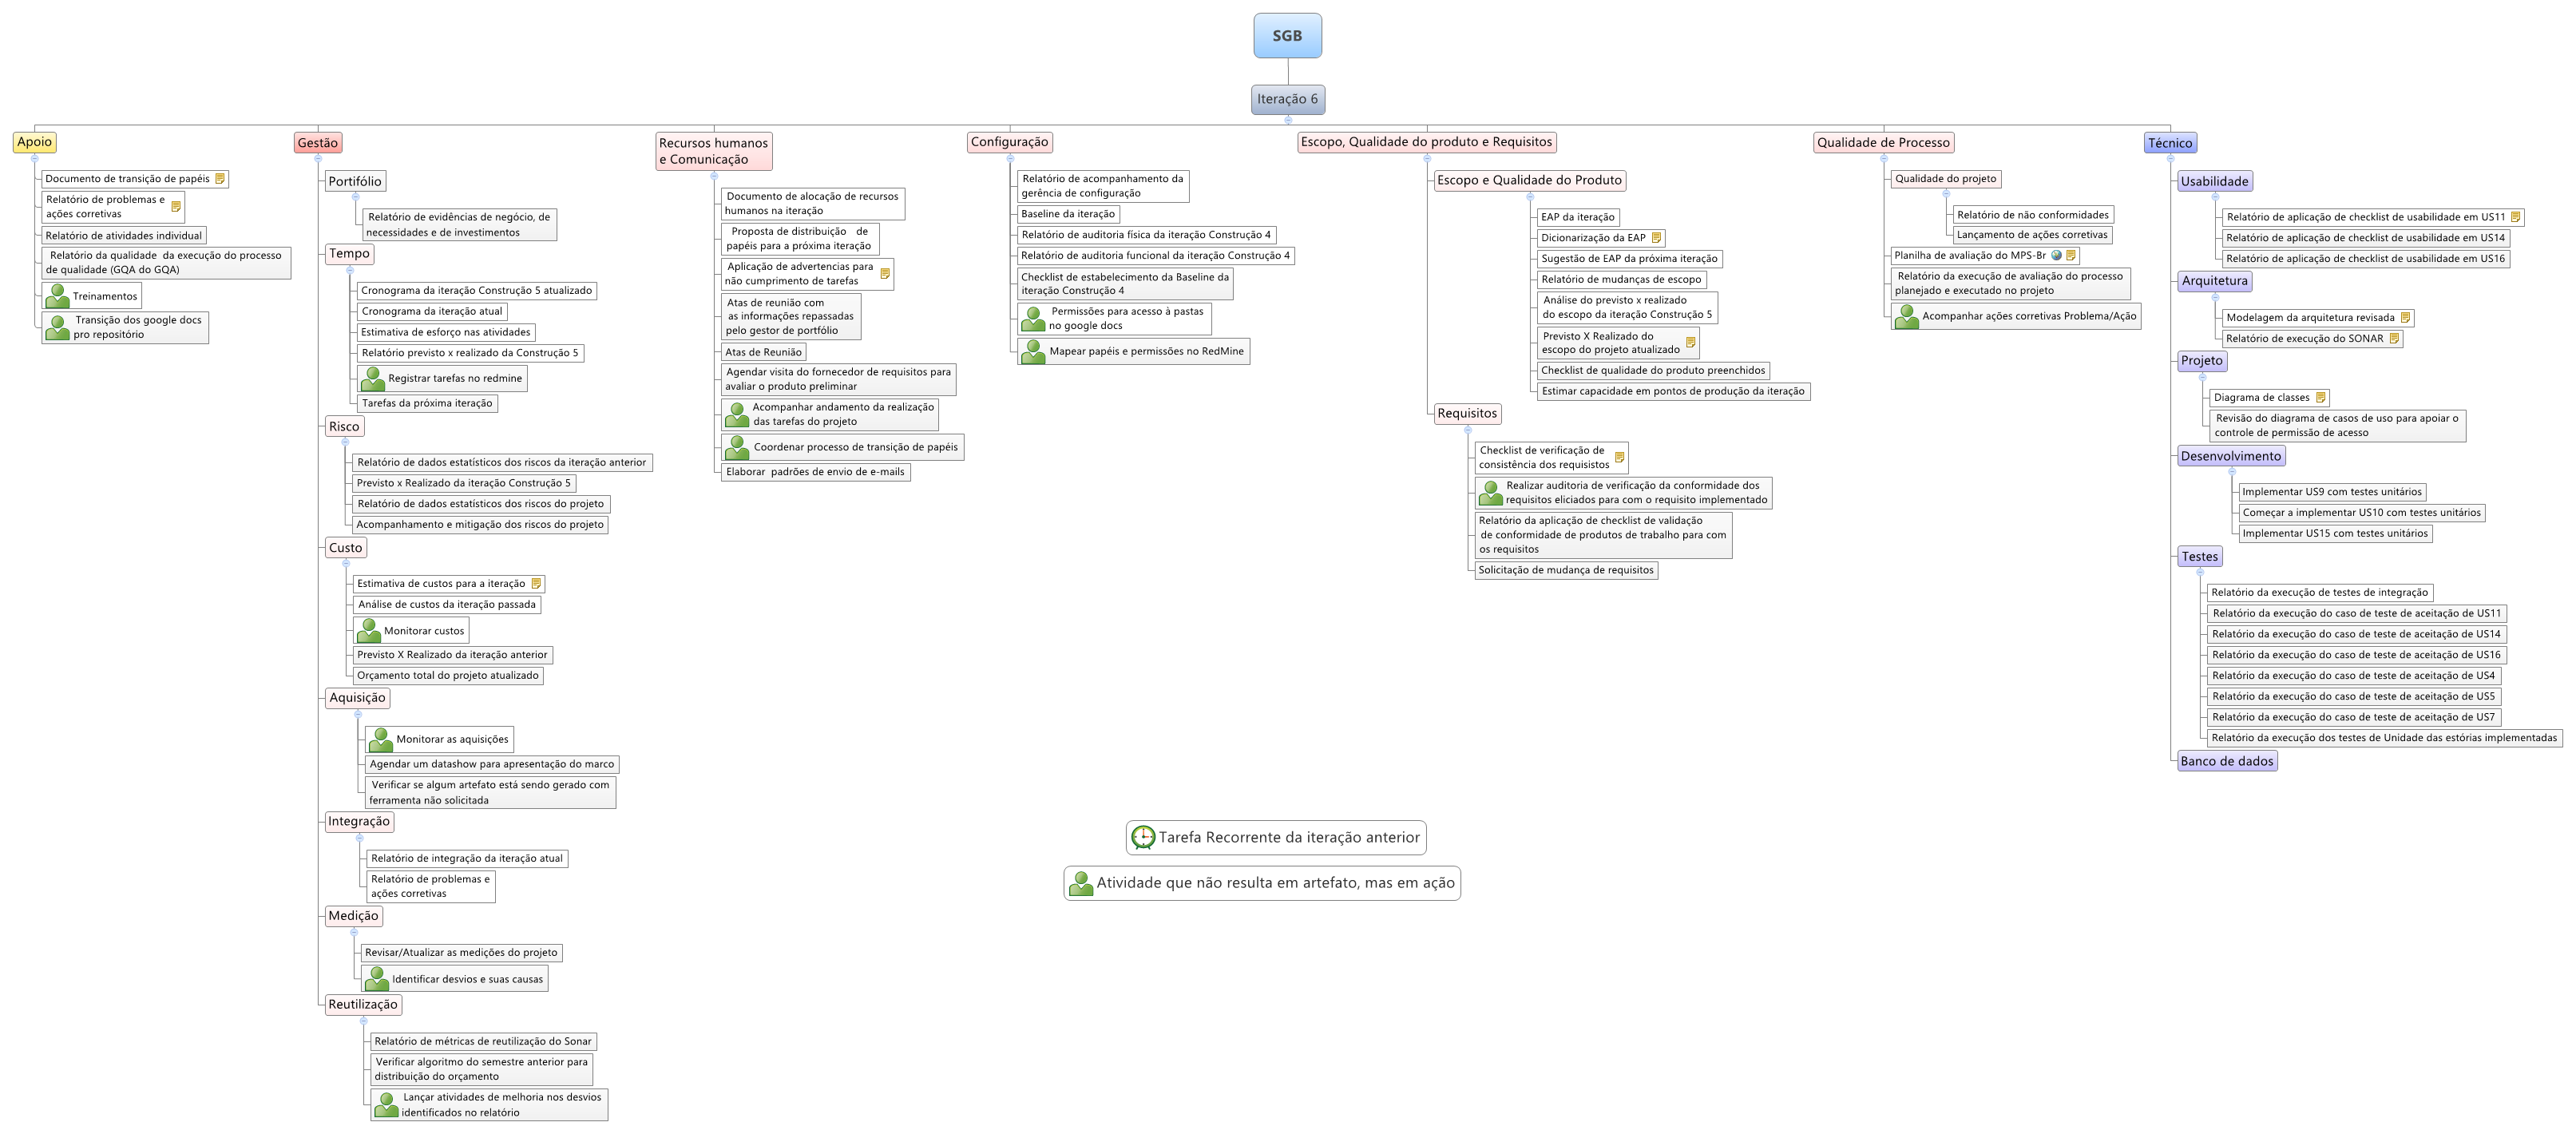 SGB
Iteração 6
Apoio
Documento de transição de papéis
Relatório de problemas e
ações corretivas
Relatório de atividades individual
Relatório da qualidade da execução do processo
de qualidade (GQA do GQA)
Treinamentos
Transição dos google docs
pro repositório
Gestão
Portifólio
Relatório de evidências de negócio, de
necessidades e de investimentos
Tempo
Cronograma da iteração Construção 5 atualizado
Cronograma da iteração atual
Estimativa de esforço nas atividades
Relatório previsto x realizado da Construção 5
Registrar tarefas no redmine
Tarefas da próxima iteração
Risco
Relatório de dados estatísticos dos riscos da iteração anterior
Previsto x Realizado da iteração Construção 5
Relatório de dados estatísticos dos riscos do projeto
Acompanhamento e mitigação dos riscos do projeto
Custo
Estimativa de custos para a iteração
Análise de custos da iteração passada
Monitorar custos
Previsto X Realizado da iteração anterior
Orçamento total do projeto atualizado
Aquisição
Monitorar as aquisições
Agendar um datashow para apresentação do marco
Verificar se algum artefato está sendo gerado com
ferramenta não solicitada
Integração
Relatório de integração da iteração atual
Relatório de problemas e
ações corretivas
Medição
Revisar/Atualizar as medições do projeto
Identificar desvios e suas causas
Reutilização
Relatório de métricas de reutilização do Sonar
Verificar algoritmo do semestre anterior para
distribuição do orçamento
Lançar atividades de melhoria nos desvios
identificados no relatório
Recursos humanos
e Comunicação
Documento de alocação de recursos
humanos na iteração
Proposta de distribuição de
papéis para a próxima iteração
Aplicação de advertencias para
não cumprimento de tarefas
Atas de reunião com
as informações repassadas
pelo gestor de portfólio
Atas de Reunião
Agendar visita do fornecedor de requisitos para
avaliar o produto preliminar
Acompanhar andamento da realização
das tarefas do projeto
Coordenar processo de transição de papéis
Elaborar padrões de envio de e-mails
Configuração
Relatório de acompanhamento da
gerência de configuração
Baseline da iteração
Relatório de auditoria física da iteração Construção 4
Relatório de auditoria funcional da iteração Construção 4
Checklist de estabelecimento da Baseline da
iteração Construção 4
Permissões para acesso à pastas
no google docs
Mapear papéis e permissões no RedMine
Escopo, Qualidade do produto e Requisitos
Escopo e Qualidade do Produto
EAP da iteração
Dicionarização da EAP
Sugestão de EAP da próxima iteração
Relatório de mudanças de escopo
Análise do previsto x realizado
do escopo da iteração Construção 5
Previsto X Realizado do
escopo do projeto atualizado
Checklist de qualidade do produto preenchidos
Estimar capacidade em pontos de produção da iteração
Requisitos
Checklist de verificação de
consistência dos requisistos
Realizar auditoria de verificação da conformidade dos
requisitos eliciados para com o requisito implementado
Relatório da aplicação de checklist de validação
de conformidade de produtos de trabalho para com
os requisitos
Solicitação de mudança de requisitos
Qualidade de Processo
Qualidade do projeto
Relatório de não conformidades
Lançamento de ações corretivas
Planilha de avaliação do MPS-Br
Relatório da execução de avaliação do processo
planejado e executado no projeto
Acompanhar ações corretivas Problema/Ação
Técnico
Usabilidade
Relatório de aplicação de checklist de usabilidade em US11
Relatório de aplicação de checklist de usabilidade em US14
Relatório de aplicação de checklist de usabilidade em US16
Arquitetura
Modelagem da arquitetura revisada
Relatório de execução do SONAR
Projeto
Diagrama de classes
Revisão do diagrama de casos de uso para apoiar o
controle de permissão de acesso
Desenvolvimento
Implementar US9 com testes unitários
Começar a implementar US10 com testes unitários
Implementar US15 com testes unitários
Testes
Relatório da execução de testes de integração
Relatório da execução do caso de teste de aceitação de US11
Relatório da execução do caso de teste de aceitação de US14
Relatório da execução do caso de teste de aceitação de US16
Relatório da execução do caso de teste de aceitação de US4
Relatório da execução do caso de teste de aceitação de US5
Relatório da execução do caso de teste de aceitação de US7
Relatório da execução dos testes de Unidade das estórias implementadas
Banco de dados
Tarefa Recorrente da iteração anterior
Atividade que não resulta em artefato, mas em ação